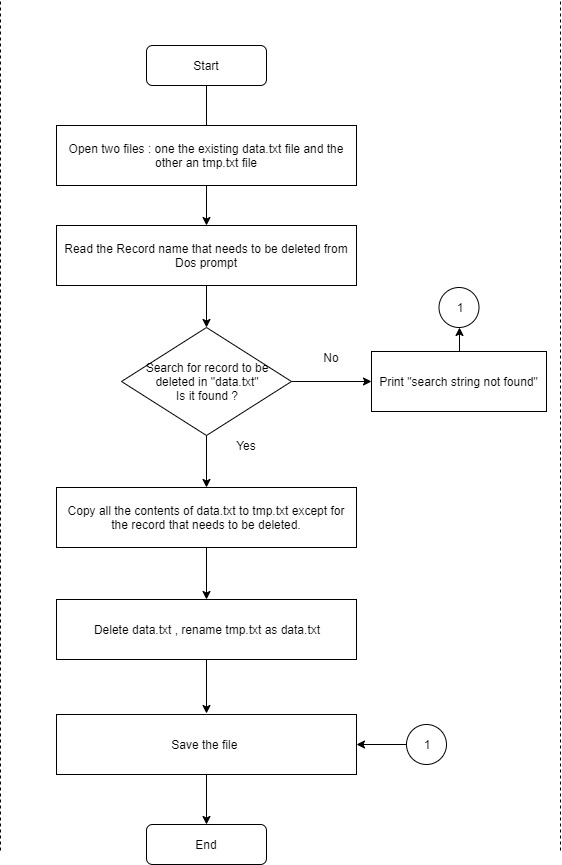 Start
Open two files : one the existing data.txt file and the
other an tmp.txt file
Read the Record name that needs to be deleted from
Dos prompt
1
No
Search for record to be
deleted in "data.txt"
Is it found ?
Print "search string not found"
Yes
Copy all the contents of data.txt to tmp.txt except for
the record that needs to be deleted.
Delete data.txt , rename tmp.txt as data.txt
Save the file
1
End